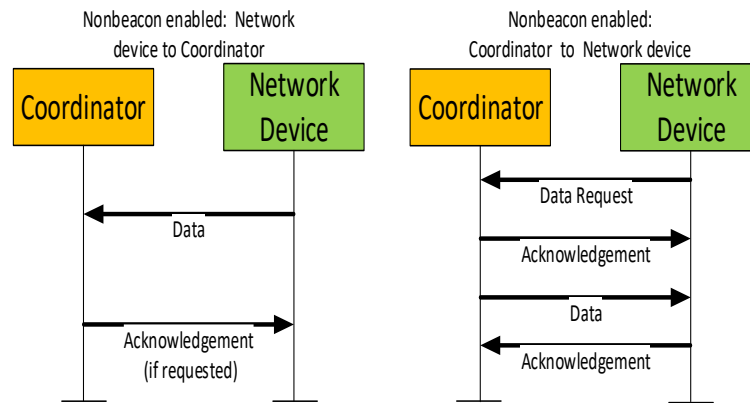 Nonbeacon enabled: Network
device to Coordinator
Coordinator
Network
Device
Data
Acknowledgement
(if requested)
Nonbeacon enabled:
Coordinator to Network device
Coordinator
Network
Device
Data Request
Acknowledgement
Data
Acknowledgement